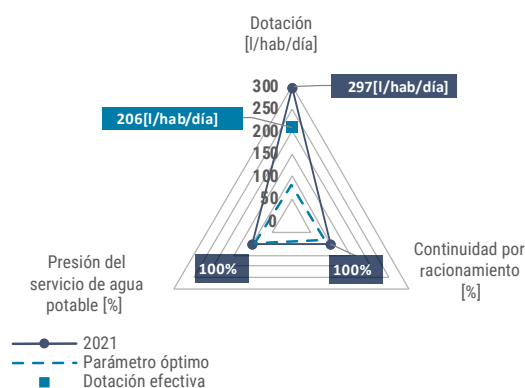 Dotación
[l/hab/día]
300
297[l/hab/día]
250
206[l/hab/día]
200
150
100
50
0
100%
100%
Presión del
servicio de agua
potable [%]
Continuidad por
racionamiento
[%]
2021
Parámetro óptimo
Dotación efectiva